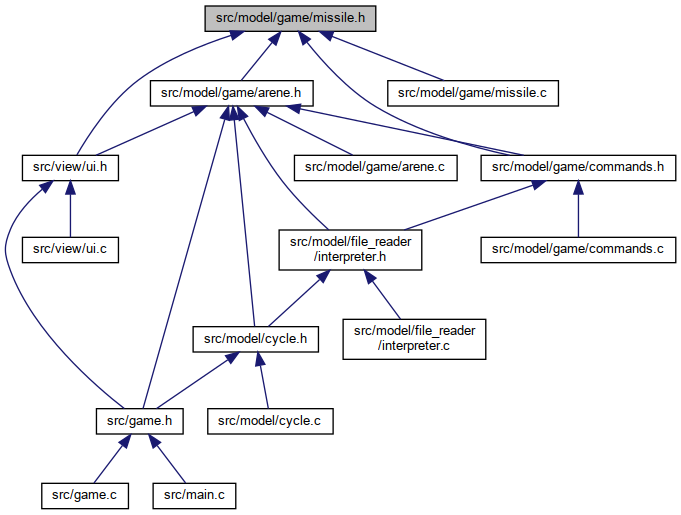 src/model/game/missile.h
src/model/game/arene.h
src/model/game/missile.c
src/view/ui.h
src/model/game/arene.c
src/model/game/commands.h
src/view/ui.c
src/model/file_reader
/interpreter.h
src/model/game/commands.c
src/model/cycle.h
src/model/file_reader
/interpreter.c
src/game.h
src/model/cycle.c
src/game.c
src/main.c